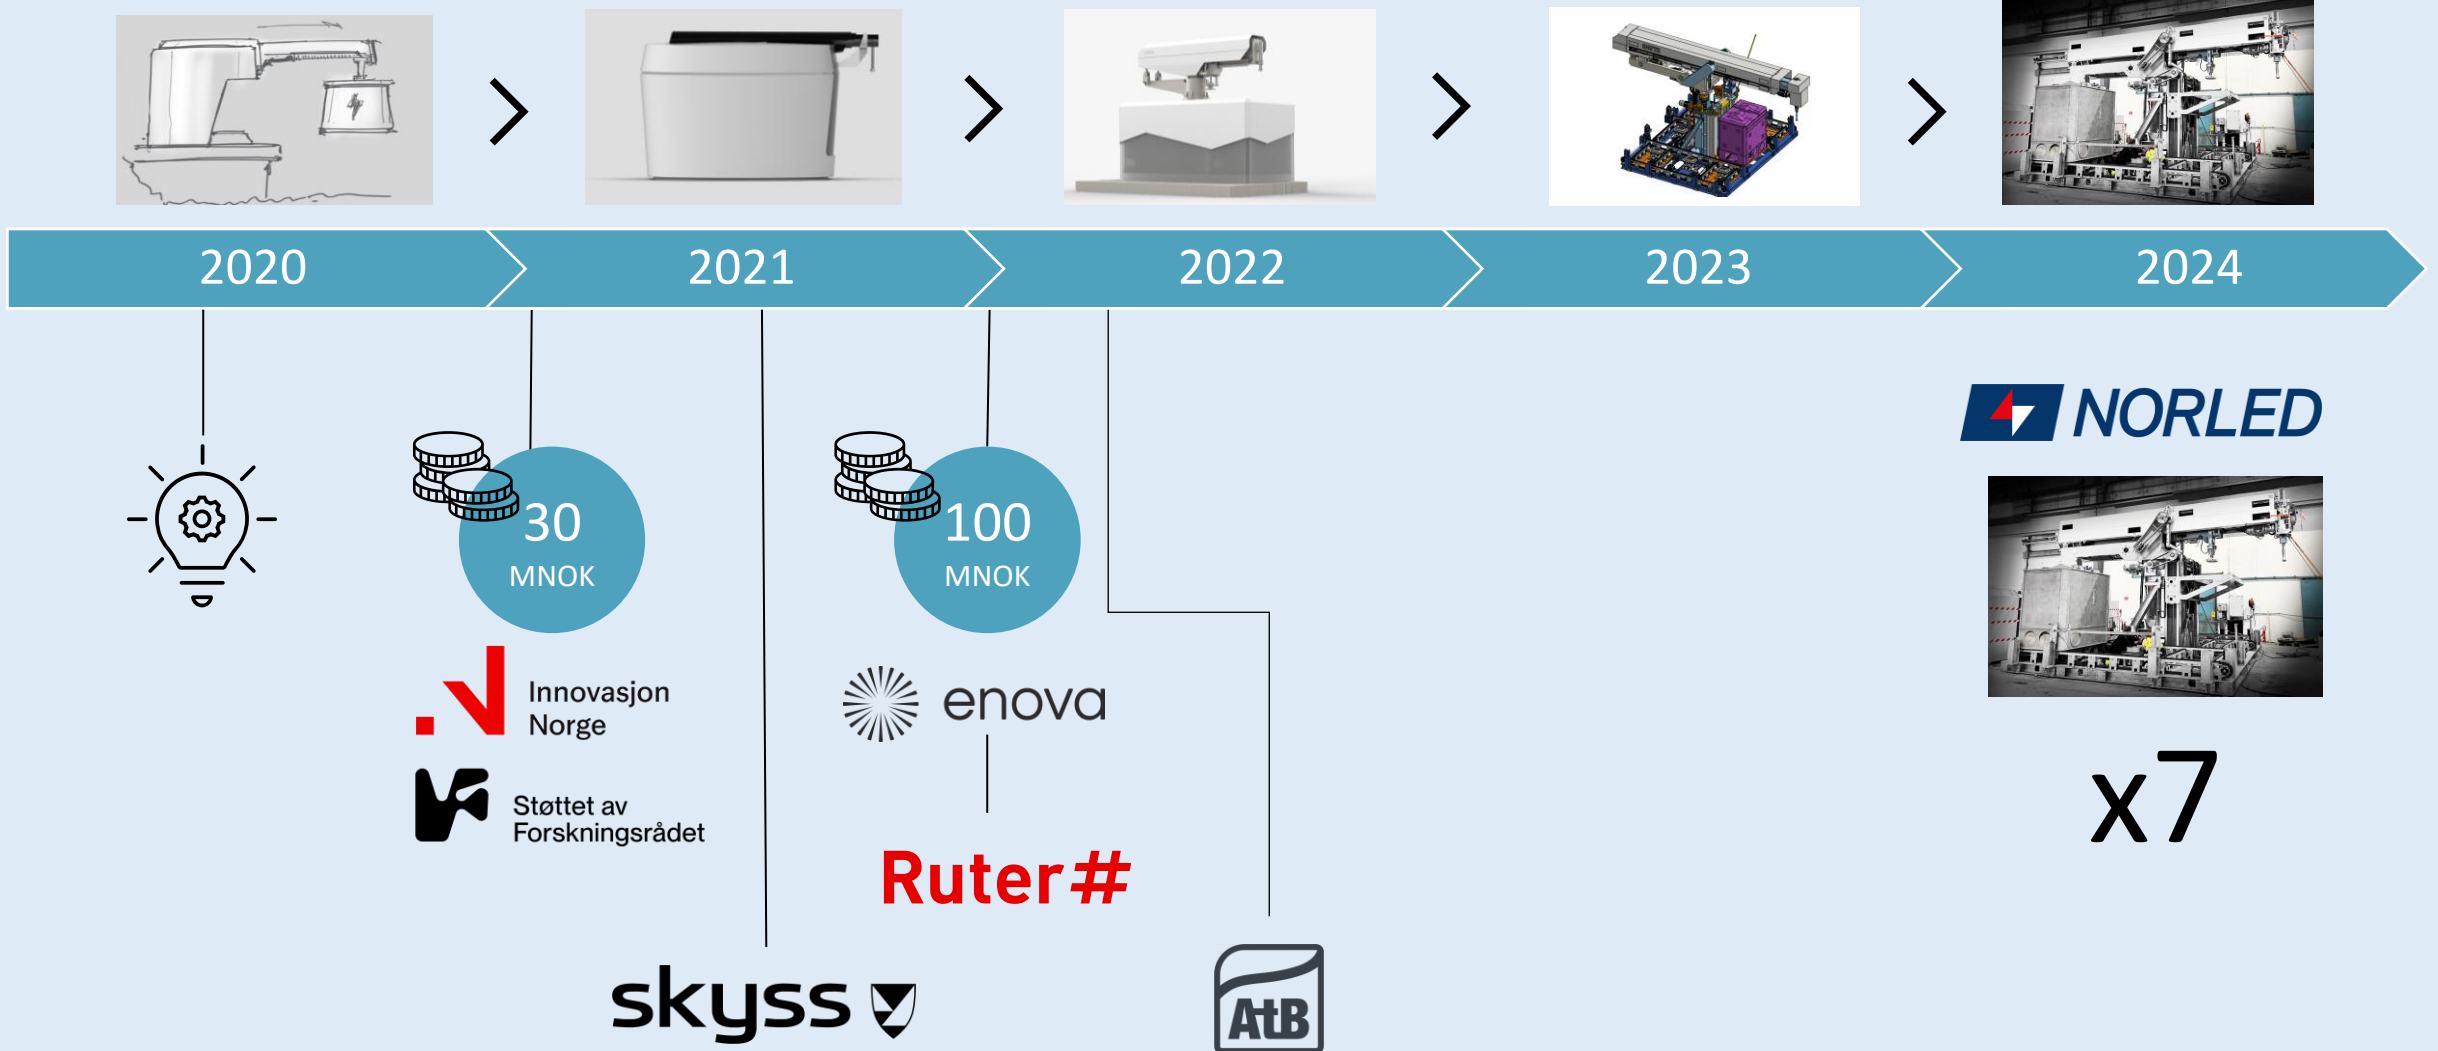 2020
2021
2022
2023
2024
30
MNOK
100
MNOK
NORLED
Innovasjon
Norge
enova
Støttet av
Forskningsrådet
x7
Ruter#
skyss
AtB